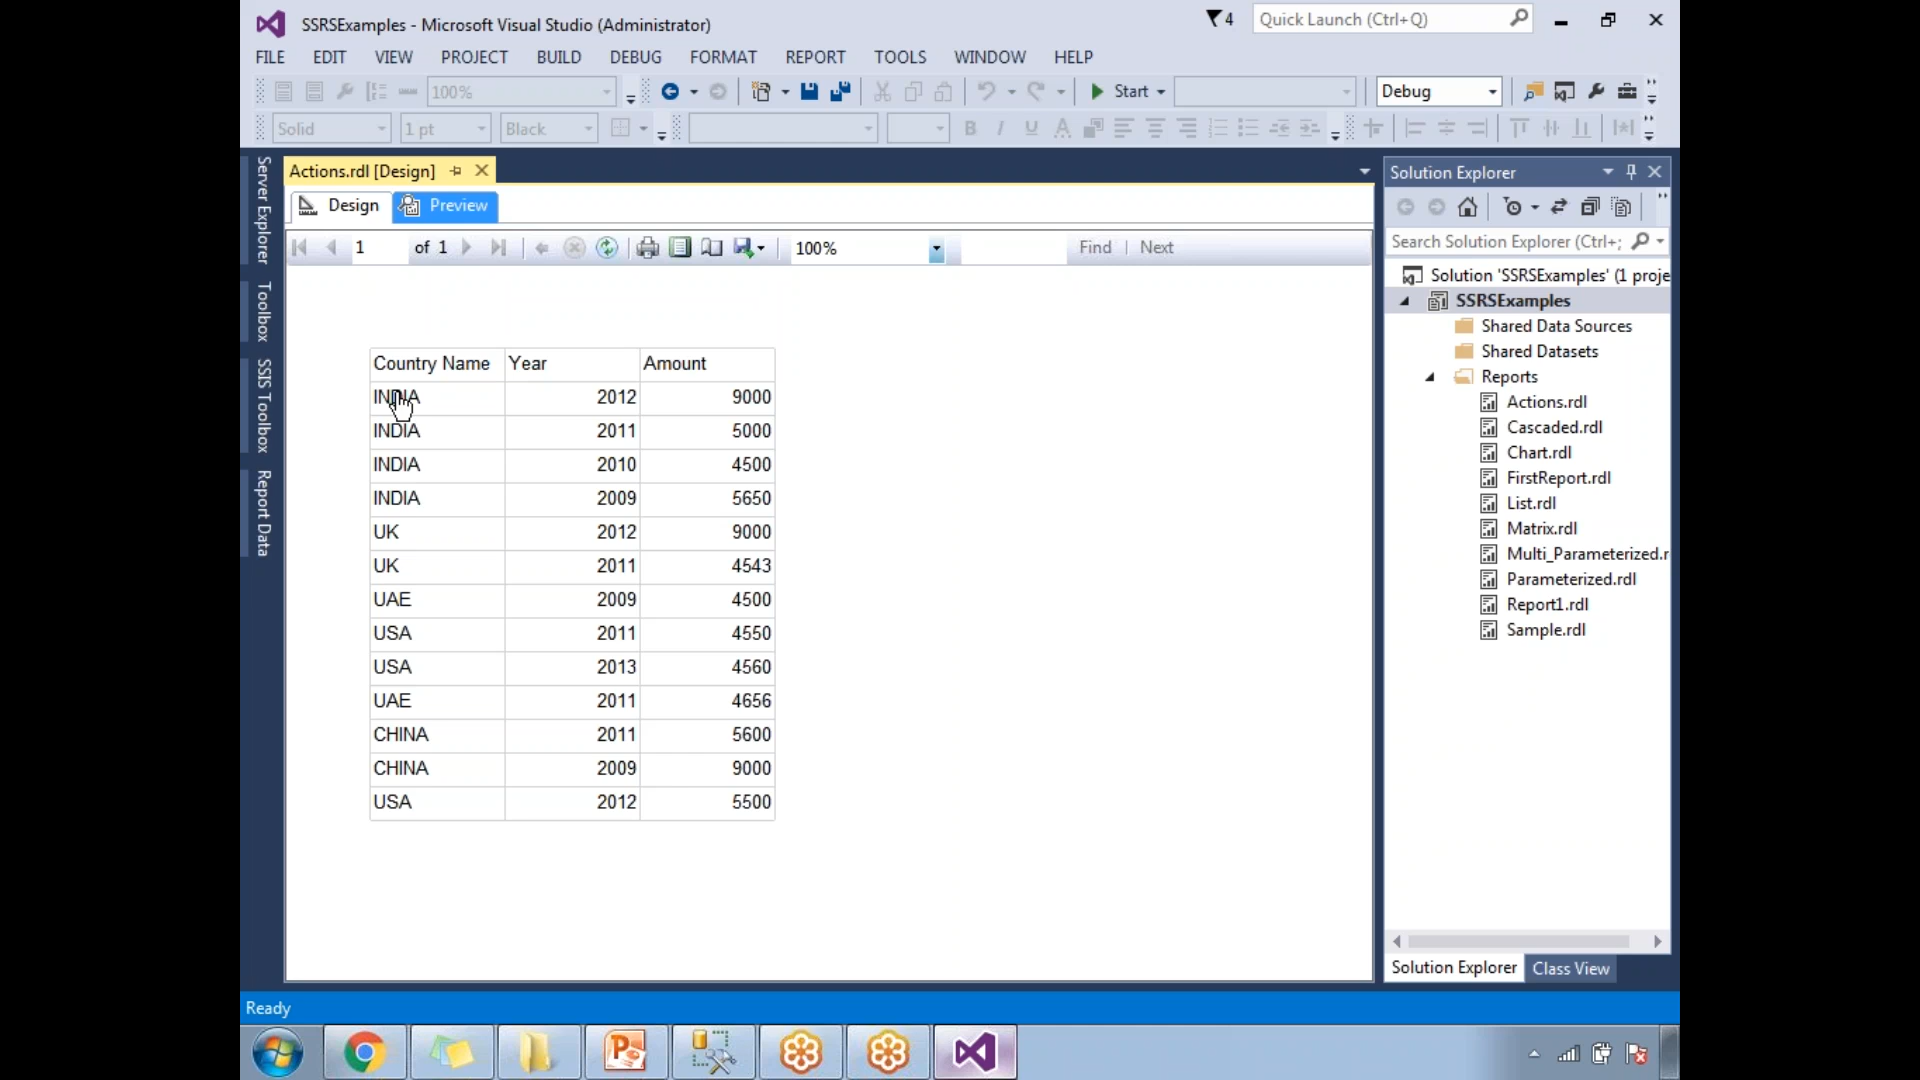 SSRSExamples - Microsoft Visual Studio (Administrator)
4
Quick Launch (Ctrl+Q)
FILE EDIT VIEW PROJECT BUILD DEBUG FORMAT REPORT TOOLS WINDOW HELP
100%
Start
Debug
Solid 1 pt Black
B I U A
Server Explorer
Toolbox
SSIS Toolbox
Report Data
Actions.rdl [Design]
Design Preview
1 of 1 100% Find | Next
Country Name Year Amount
INDIA 2012 9000
INDIA 2011 5000
INDIA 2010 4500
INDIA 2009 5650
UK 2012 9000
UK 2011 4543
UAE 2009 4500
USA 2011 4550
USA 2013 4560
UAE 2011 4656
CHINA 2011 5600
CHINA 2009 9000
USA 2012 5500
Solution Explorer
Search Solution Explorer (Ctrl+;
Solution 'SSRSExamples' (1 proje
SSRSExamples
Shared Data Sources
Shared Datasets
Reports
Actions.rdl
Cascaded.rdl
Chart.rdl
FirstReport.rdl
List.rdl
Matrix.rdl
Multi_Parameterized.r
Parameterized.rdl
Report1.rdl
Sample.rdl
Solution Explorer Class View
Ready